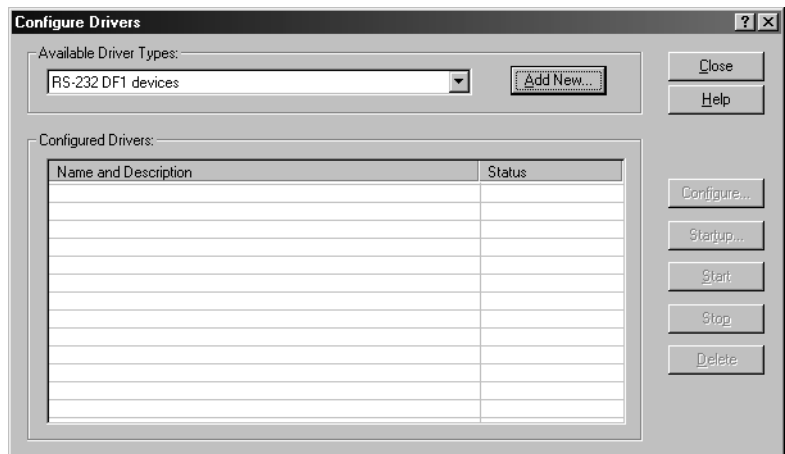 Configure Drivers
Available Driver Types:
RS-232 DF1 devices
Add New...
Close
Help
Configured Drivers:
Name and Description
Status
Configure...
Startup...
Start
Stop
Delete